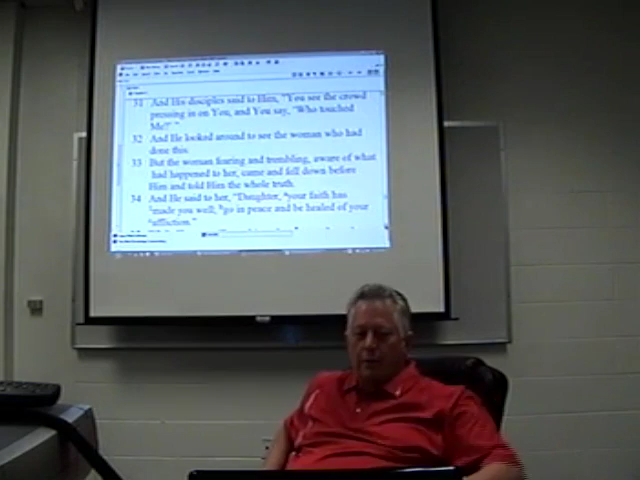 31 And His disciples said to Him, "You see the crowd
pressing in on You, and You say, "Who touched
Me?' "
32 And He looked around to see the woman who had
done this.
33 But the woman fearing and trembling, aware of what
had happened to her, came and fell down before
Him and told Him the whole truth.
34 And He said to her, "Daughter, your faith has
made you well; go in peace and be healed of your
affliction."